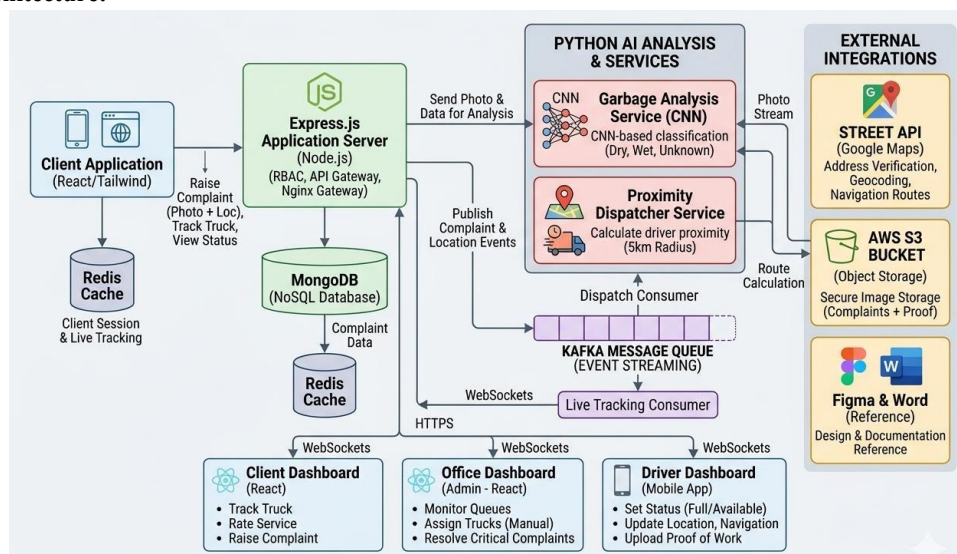 PYTHON AI ANALYSIS
& SERVICES
EXTERNAL
INTEGRATIONS
Client Application
(React/Tailwind)
Redis
Cache
Client Session
& Live Tracking
Raise
Complaint
(Photo + Loc),
Track Truck,
View Status
JS
Express.js
Application Server
(Node.js)
(RBAC, API Gateway,
Nginx Gateway)
MongoDB
(NoSQL Database)
Complaint
Data
Redis
Cache
Send Photo &
Data for Analysis
Publish
Complaint &
Location Events
CNN
Garbage Analysis
Service (CNN)
CNN-based classification
(Dry, Wet, Unknown)
Proximity
Dispatcher Service
Calculate driver proximity
(5km Radius)
Photo
Stream
Route
Calculation
Dispatch Consumer
KAFKA MESSAGE QUEUE
(EVENT STREAMING)
WebSockets
Live Tracking Consumer
HTTPS
G
STREET API
(Google Maps)
Address Verification,
Geocoding,
Navigation Routes
AWS S3
BUCKET
(Object Storage)
Secure Image Storage
(Complaints + Proof)
W
Figma & Word
(Reference)
Design & Documentation
Reference
WebSockets
WebSockets
WebSockets
Client Dashboard
(React)
• Track Truck
• Rate Service
• Raise Complaint
Office Dashboard
(Admin - React)
• Monitor Queues
• Assign Trucks (Manual)
• Resolve Critical Complaints
Driver Dashboard
(Mobile App)
• Set Status (Full/Available)
• Update Location, Navigation
• Upload Proof of Work